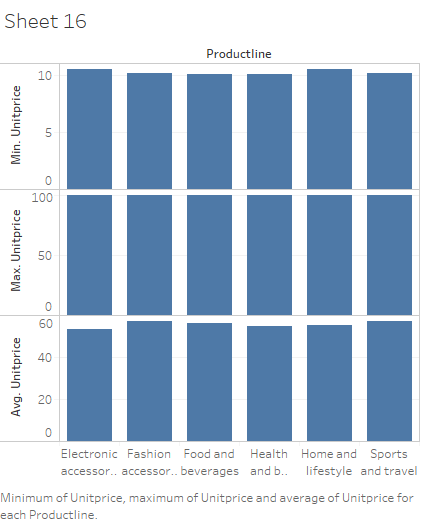 Sheet 16
Productline
Min. Unitprice
10
5
0
Max. Unitprice
100
50
0
Avg. Unitprice
60
40
20
0
Electronic accessor..
Fashion accessor..
Food and beverages
Health and b..
Home and lifestyle
Sports and travel
Minimum of Unitprice, maximum of Unitprice and average of Unitprice for
each Productline.